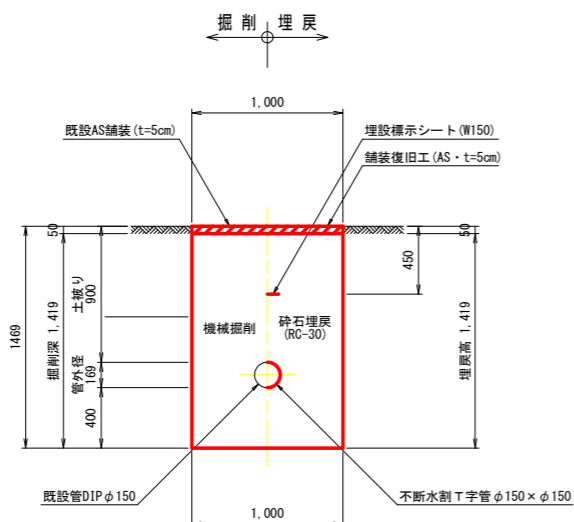 掘 削 埋 戻
1,000
既設AS舗装(t=5cm)
埋設標示シート(W150)
舗装復旧工(AS・t=5cm)
50
50
450
土被り
900
機械掘削
砕石埋戻
(RC-30)
1469
掘削深 1,419
埋戻高 1,419
管外径
169
400
既設管DIPφ150
不断水割T字管φ150×φ150
1,000